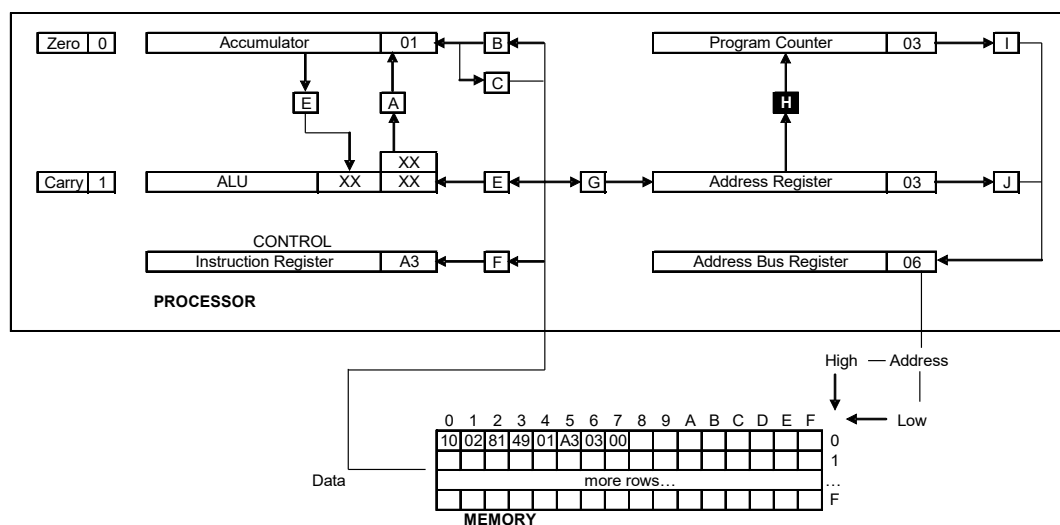 Zero 0 Accumulator 01 B Program Counter 03 I
C
E A H
XX
Carry 1 ALU XX XX E G Address Register 03 J
CONTROL
Instruction Register A3 F Address Bus Register 06
PROCESSOR
High Address
0 1 2 3 4 5 6 7 8 9 A B C D E F Low
10 02 81 49 01 A3 03 00 0
1
Data more rows… …
F
MEMORY